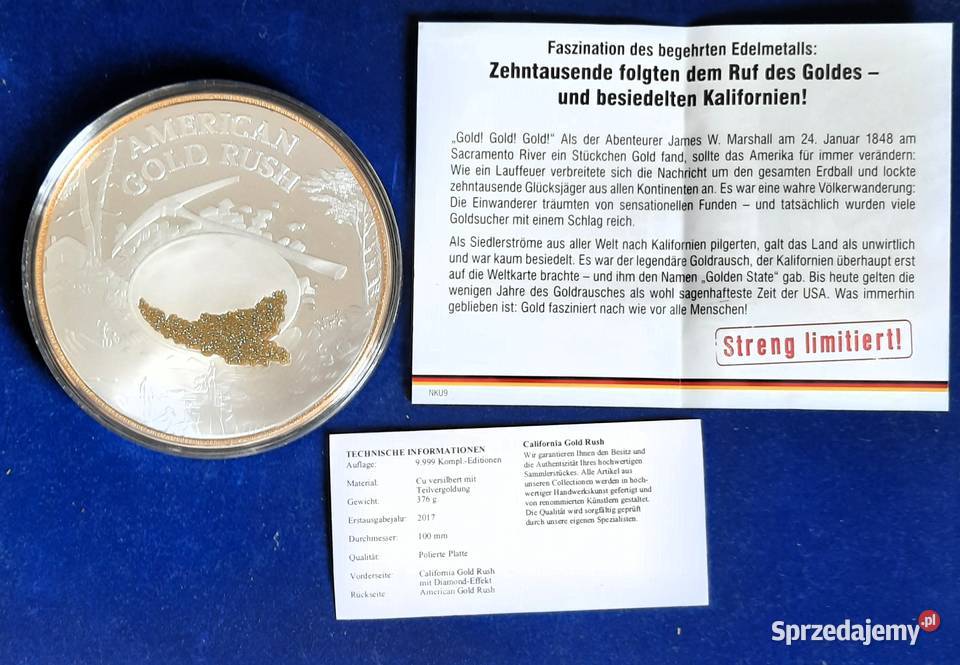 AMERICAN
GOLD RUSH
Faszination des begehrten Edelmetalls:
Zehntausende folgten dem Ruf des Goldes –
und besiedelten Kalifornien!
„Gold! Gold! Gold!" Als der Abenteurer James W. Marshall am 24. Januar 1848 am
Sacramento River ein Stückchen Gold fand, sollte das Amerika für immer verändern:
Wie ein Lauffeuer verbreitete sich die Nachricht um den gesamten Erdball und lockte
zehntausende Glücksjäger aus allen Kontinenten an. Es war eine wahre Völkerwanderung:
Die Einwanderer träumten von sensationellen Funden – und tatsächlich wurden viele
Goldsucher mit einem Schlag reich.
Als Siedlerströme aus aller Welt nach Kalifornien pilgerten, galt das Land als unwirtlich
und war kaum besiedelt. Es war der legendäre Goldrausch, der Kalifornien überhaupt erst
auf die Weltkarte brachte – und ihm den Namen „Golden State" gab. Bis heute gelten die
wenigen Jahre des Goldrausches als wohl sagenhafteste Zeit der USA. Was immerhin
geblieben ist: Gold fasziniert nach wie vor alle Menschen!
Streng limitiert!
NKU9
TECHNISCHE INFORMATIONEN
Auflage: 9.999 Kompl.-Editionen
Material: Cu versilbert mit
Teilvergoldung
Gewicht: 376 g
Erstausgabejahr: 2017
Durchmesser: 100 mm
Qualität: Polierte Platte
Vorderseite: California Gold Rush
mit Diamond-Effekt
Rückseite: American Gold Rush
California Gold Rush
Wir garantieren Ihnen den Besitz und
die Authentzität Ihres hochwertigen
Sammlerstückes. Alle Artikel aus
unseren Collectionen werden in hoch-
wertiger Handwerkskunst gefertigt und
von renommierten Künstlern gestaltet.
Die Qualität wird sorgfältig geprüft
durch unsere eigenen Spezialisten.
Sprzedajemy.pl